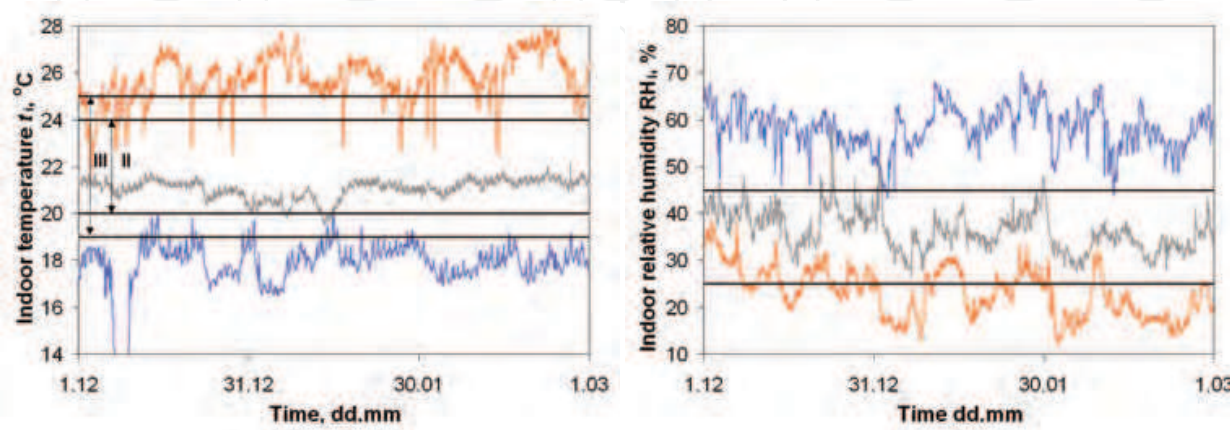 Indoor temperature tᵢ, °C
28
26
24
22
20
18
16
14
III II
1.12 31.12 30.01 1.03
Time, dd.mm
Indoor relative humidity RHᵢ, %
80
70
60
50
40
30
20
10
1.12 31.12 30.01 1.03
Time dd.mm